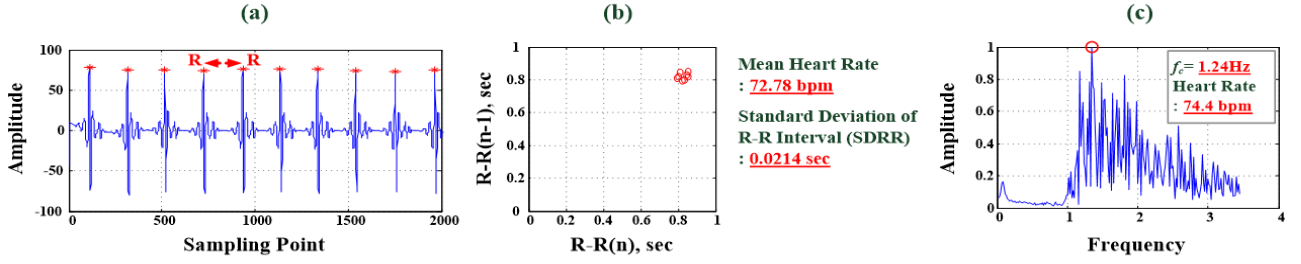 (a)
Amplitude
100
50
0
-50
-100
R R
0
500
1000
1500
2000
Sampling Point
(b)
R-R(n-1), sec
1
0.8
0.6
0.4
0.2
0
0
0.2
0.4
0.6
0.8
1
R-R(n), sec
Mean Heart Rate
: 72.78 bpm
Standard Deviation of
R-R Interval (SDRR)
: 0.0214 sec
(c)
Amplitude
1
0.8
0.6
0.4
0.2
0
0
1
2
3
4
Frequency
fc= 1.24Hz
Heart Rate
: 74.4 bpm